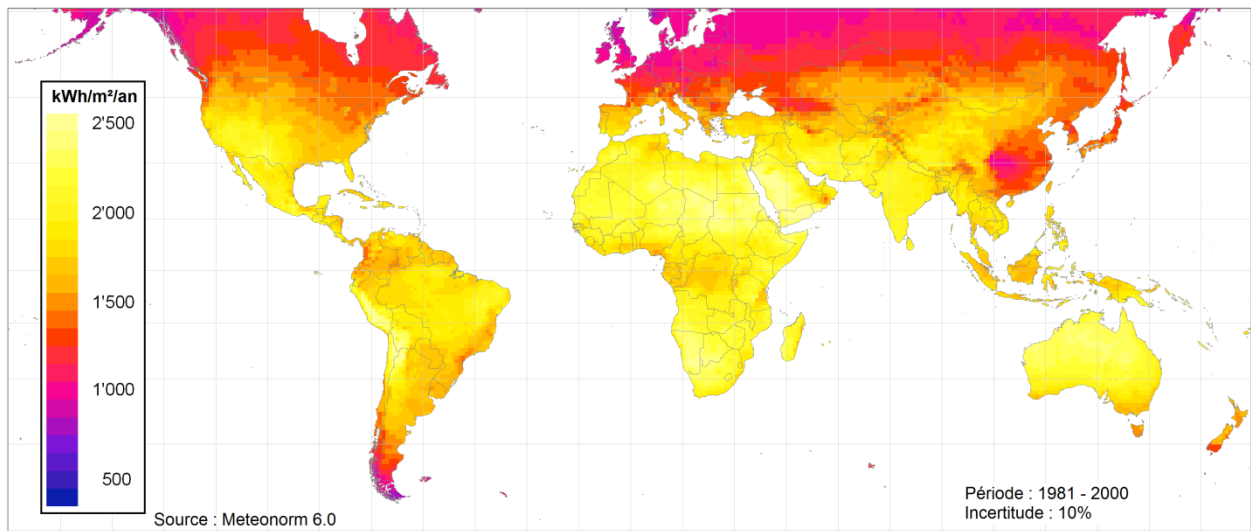 kWh/m²/an
2'500
2'000
1'500
1'000
500
Source : Meteonorm 6.0
Période : 1981 - 2000
Incertitude : 10%